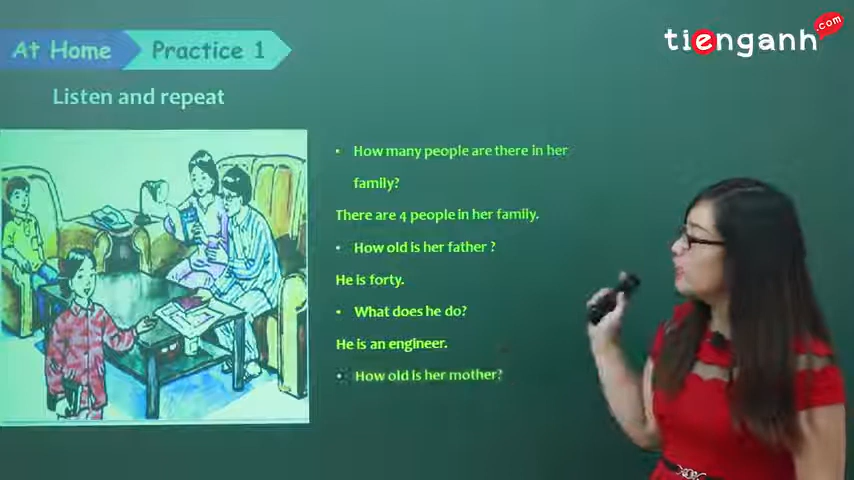 At Home Practice 1
tienganh.com
Listen and repeat
• How many people are there in her
family?
There are 4 people in her family.
• How old is her father ?
He is forty.
• What does he do?
He is an engineer.
• How old is her mother?